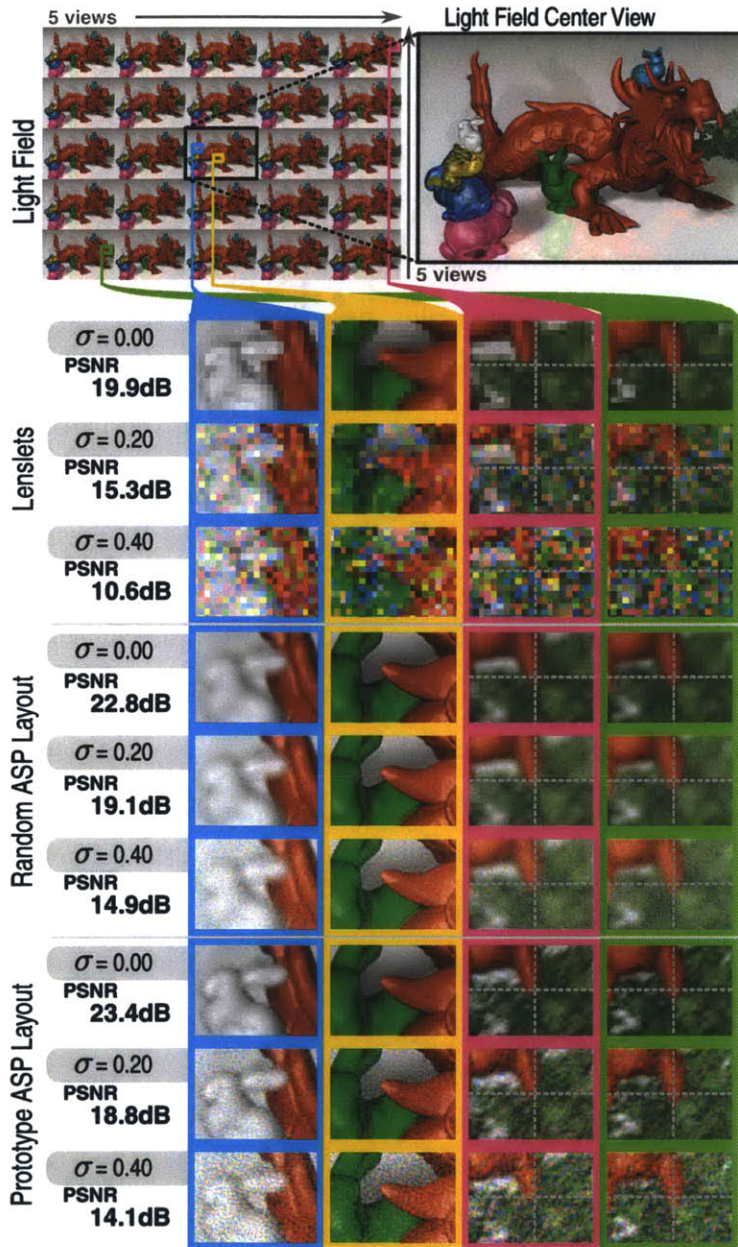 5 views
Light Field Center View
Light Field
5 views
Lenslets
σ = 0.00
PSNR
19.9dB
σ = 0.20
PSNR
15.3dB
σ = 0.40
PSNR
10.6dB
Random ASP Layout
σ = 0.00
PSNR
22.8dB
σ = 0.20
PSNR
19.1dB
σ = 0.40
PSNR
14.9dB
Prototype ASP Layout
σ = 0.00
PSNR
23.4dB
σ = 0.20
PSNR
18.8dB
σ = 0.40
PSNR
14.1dB